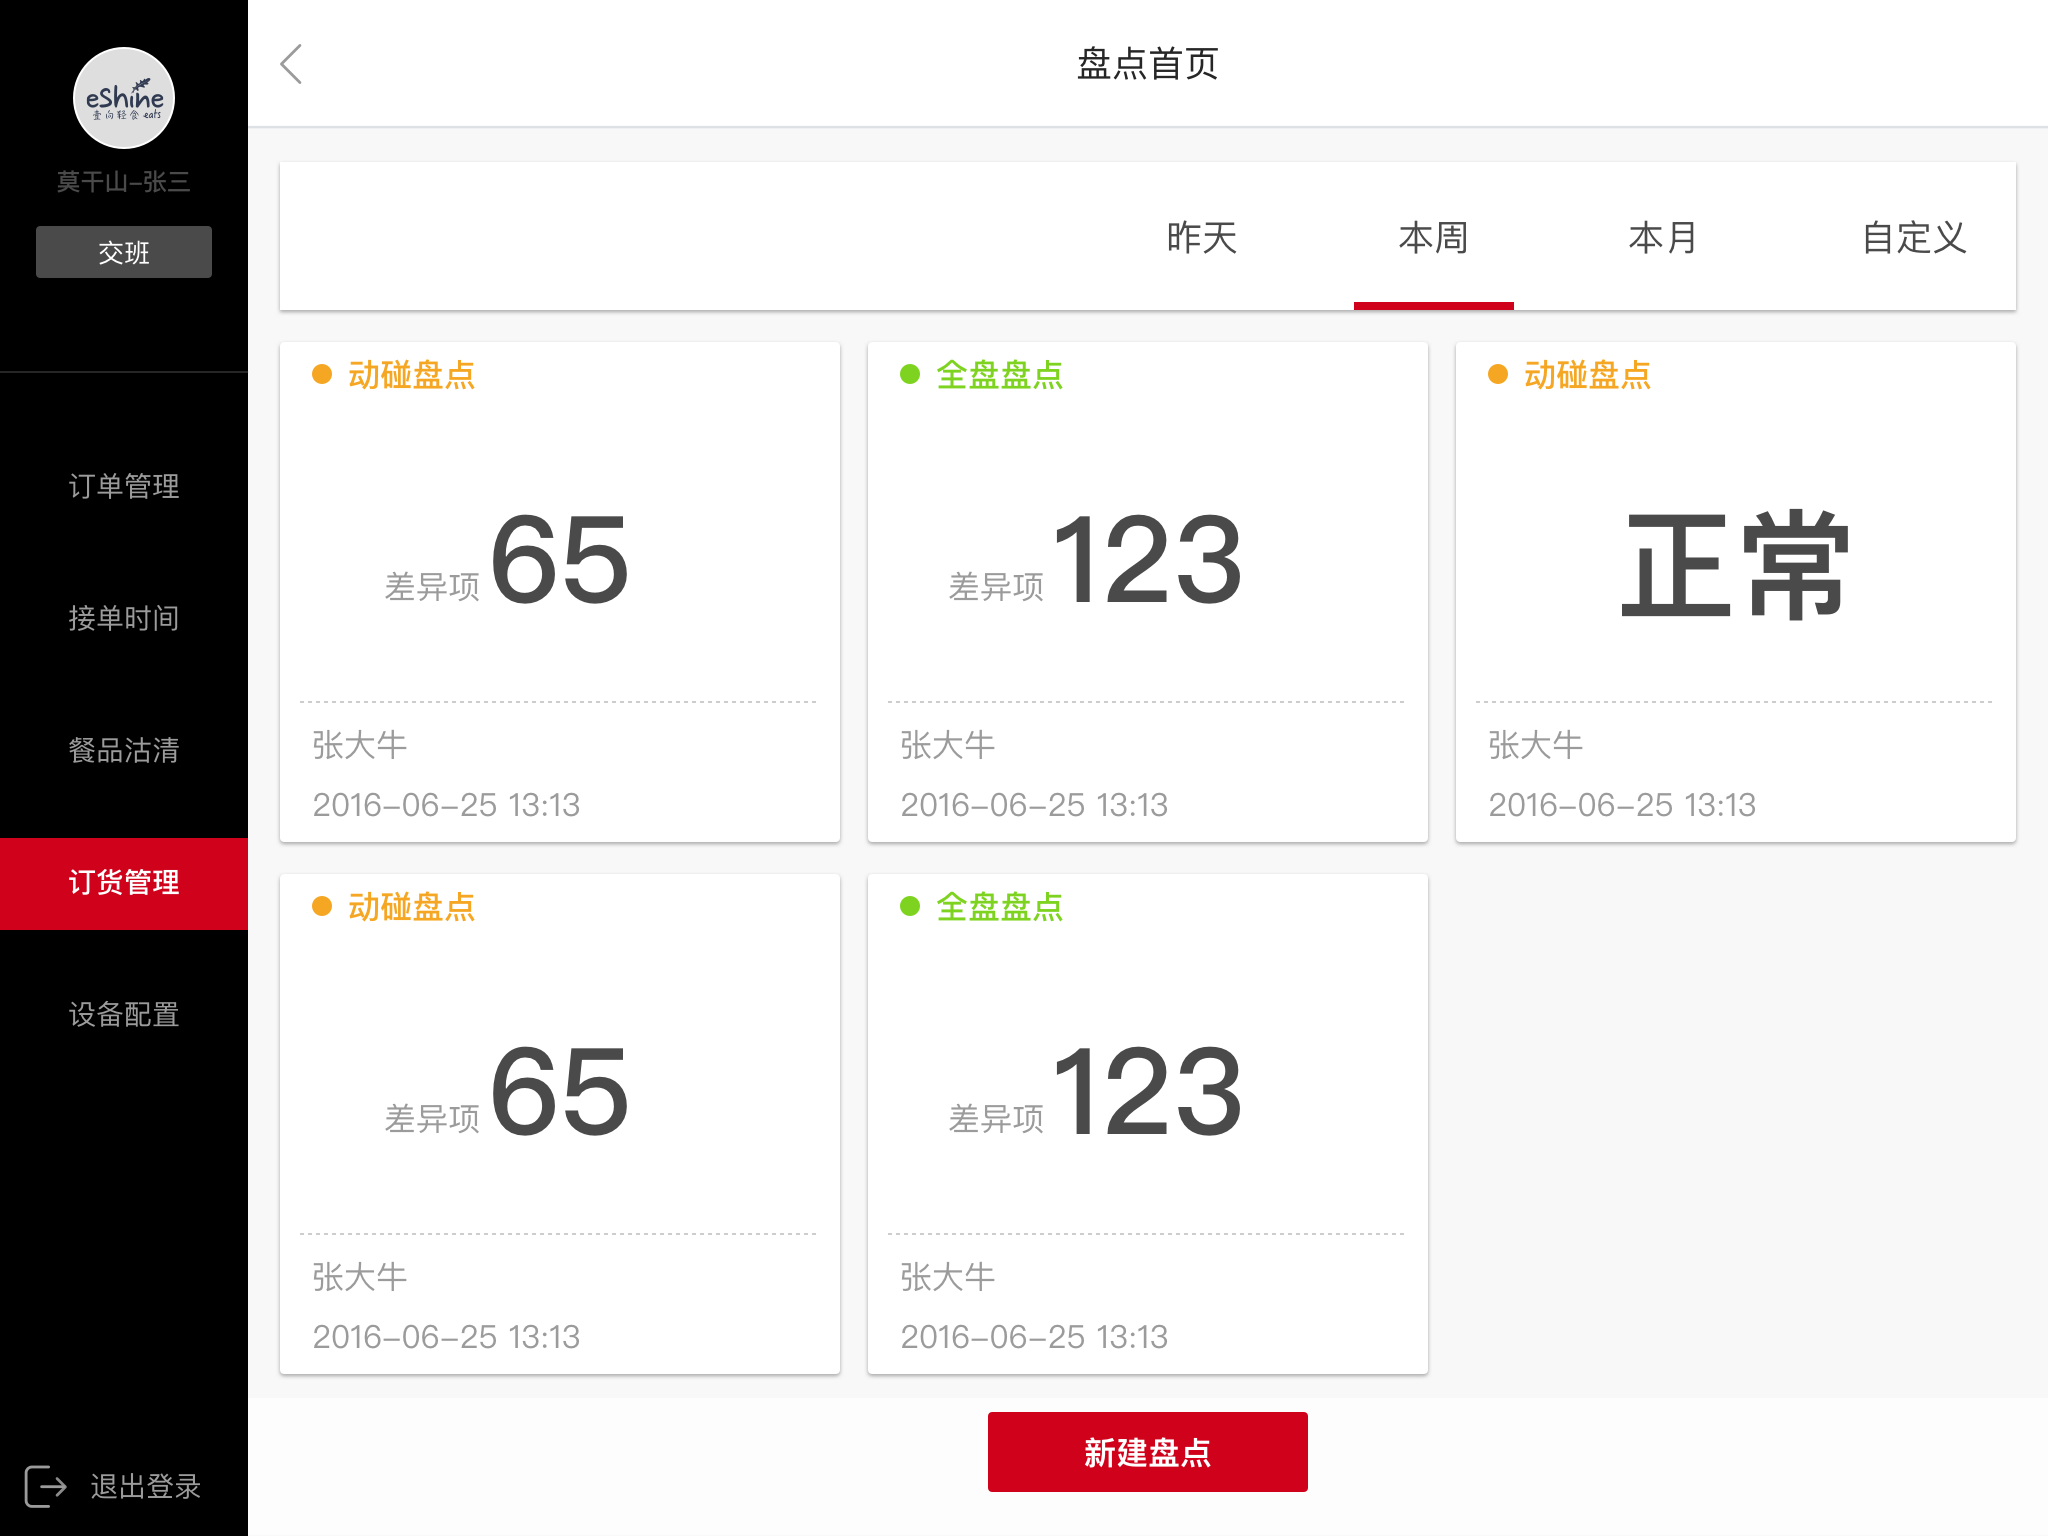 eShine
壹向轻食 eats
莫干山-张三
交班
订单管理
接单时间
餐品沽清
订货管理
设备配置
退出登录
盘点首页
昨天 本周 本月 自定义
动碰盘点
差异项 65
张大牛
2016-06-25 13:13
全盘盘点
差异项 123
张大牛
2016-06-25 13:13
动碰盘点
正常
张大牛
2016-06-25 13:13
动碰盘点
差异项 65
张大牛
2016-06-25 13:13
全盘盘点
差异项 123
张大牛
2016-06-25 13:13
新建盘点